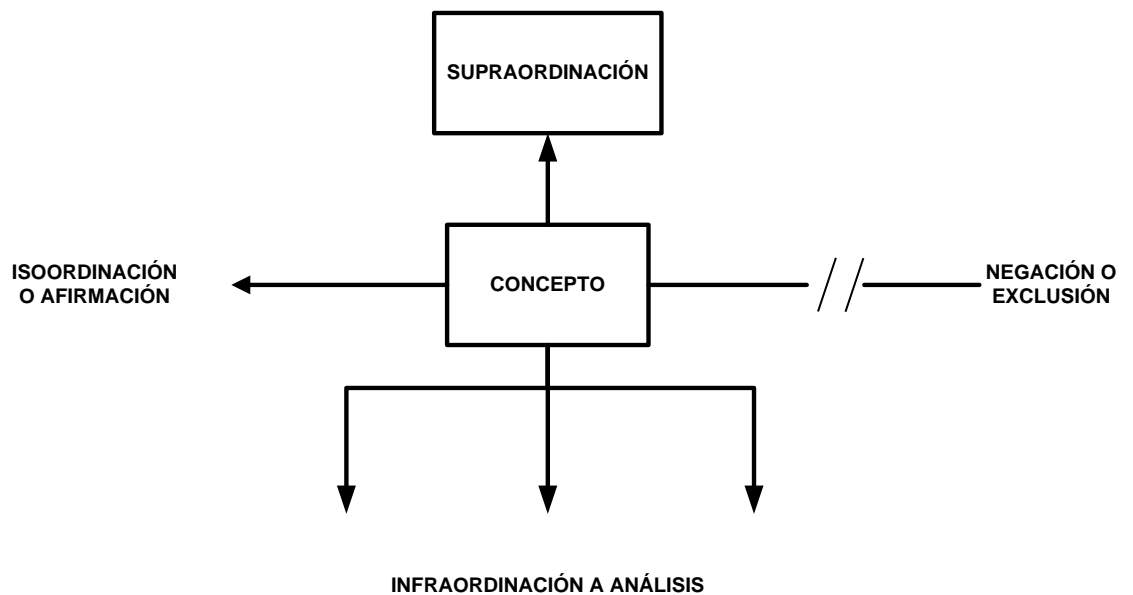 SUPRAORDINACIÓN
ISOORDINACIÓN
O AFIRMACIÓN
CONCEPTO
NEGACIÓN O
EXCLUSIÓN
INFRAORDINACIÓN A ANÁLISIS